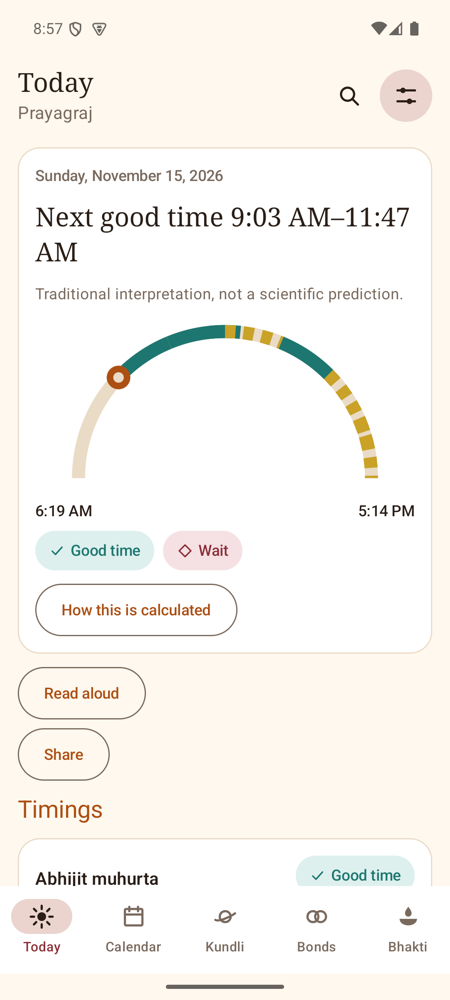 8:57
Today
Prayagraj
Sunday, November 15, 2026
Next good time 9:03 AM–11:47
AM
Traditional interpretation, not a scientific prediction.
6:19 AM
5:14 PM
Good time
Wait
How this is calculated
Read aloud
Share
Timings
Abhijit muhurta
Good time
Today
Calendar
Kundli
Bonds
Bhakti